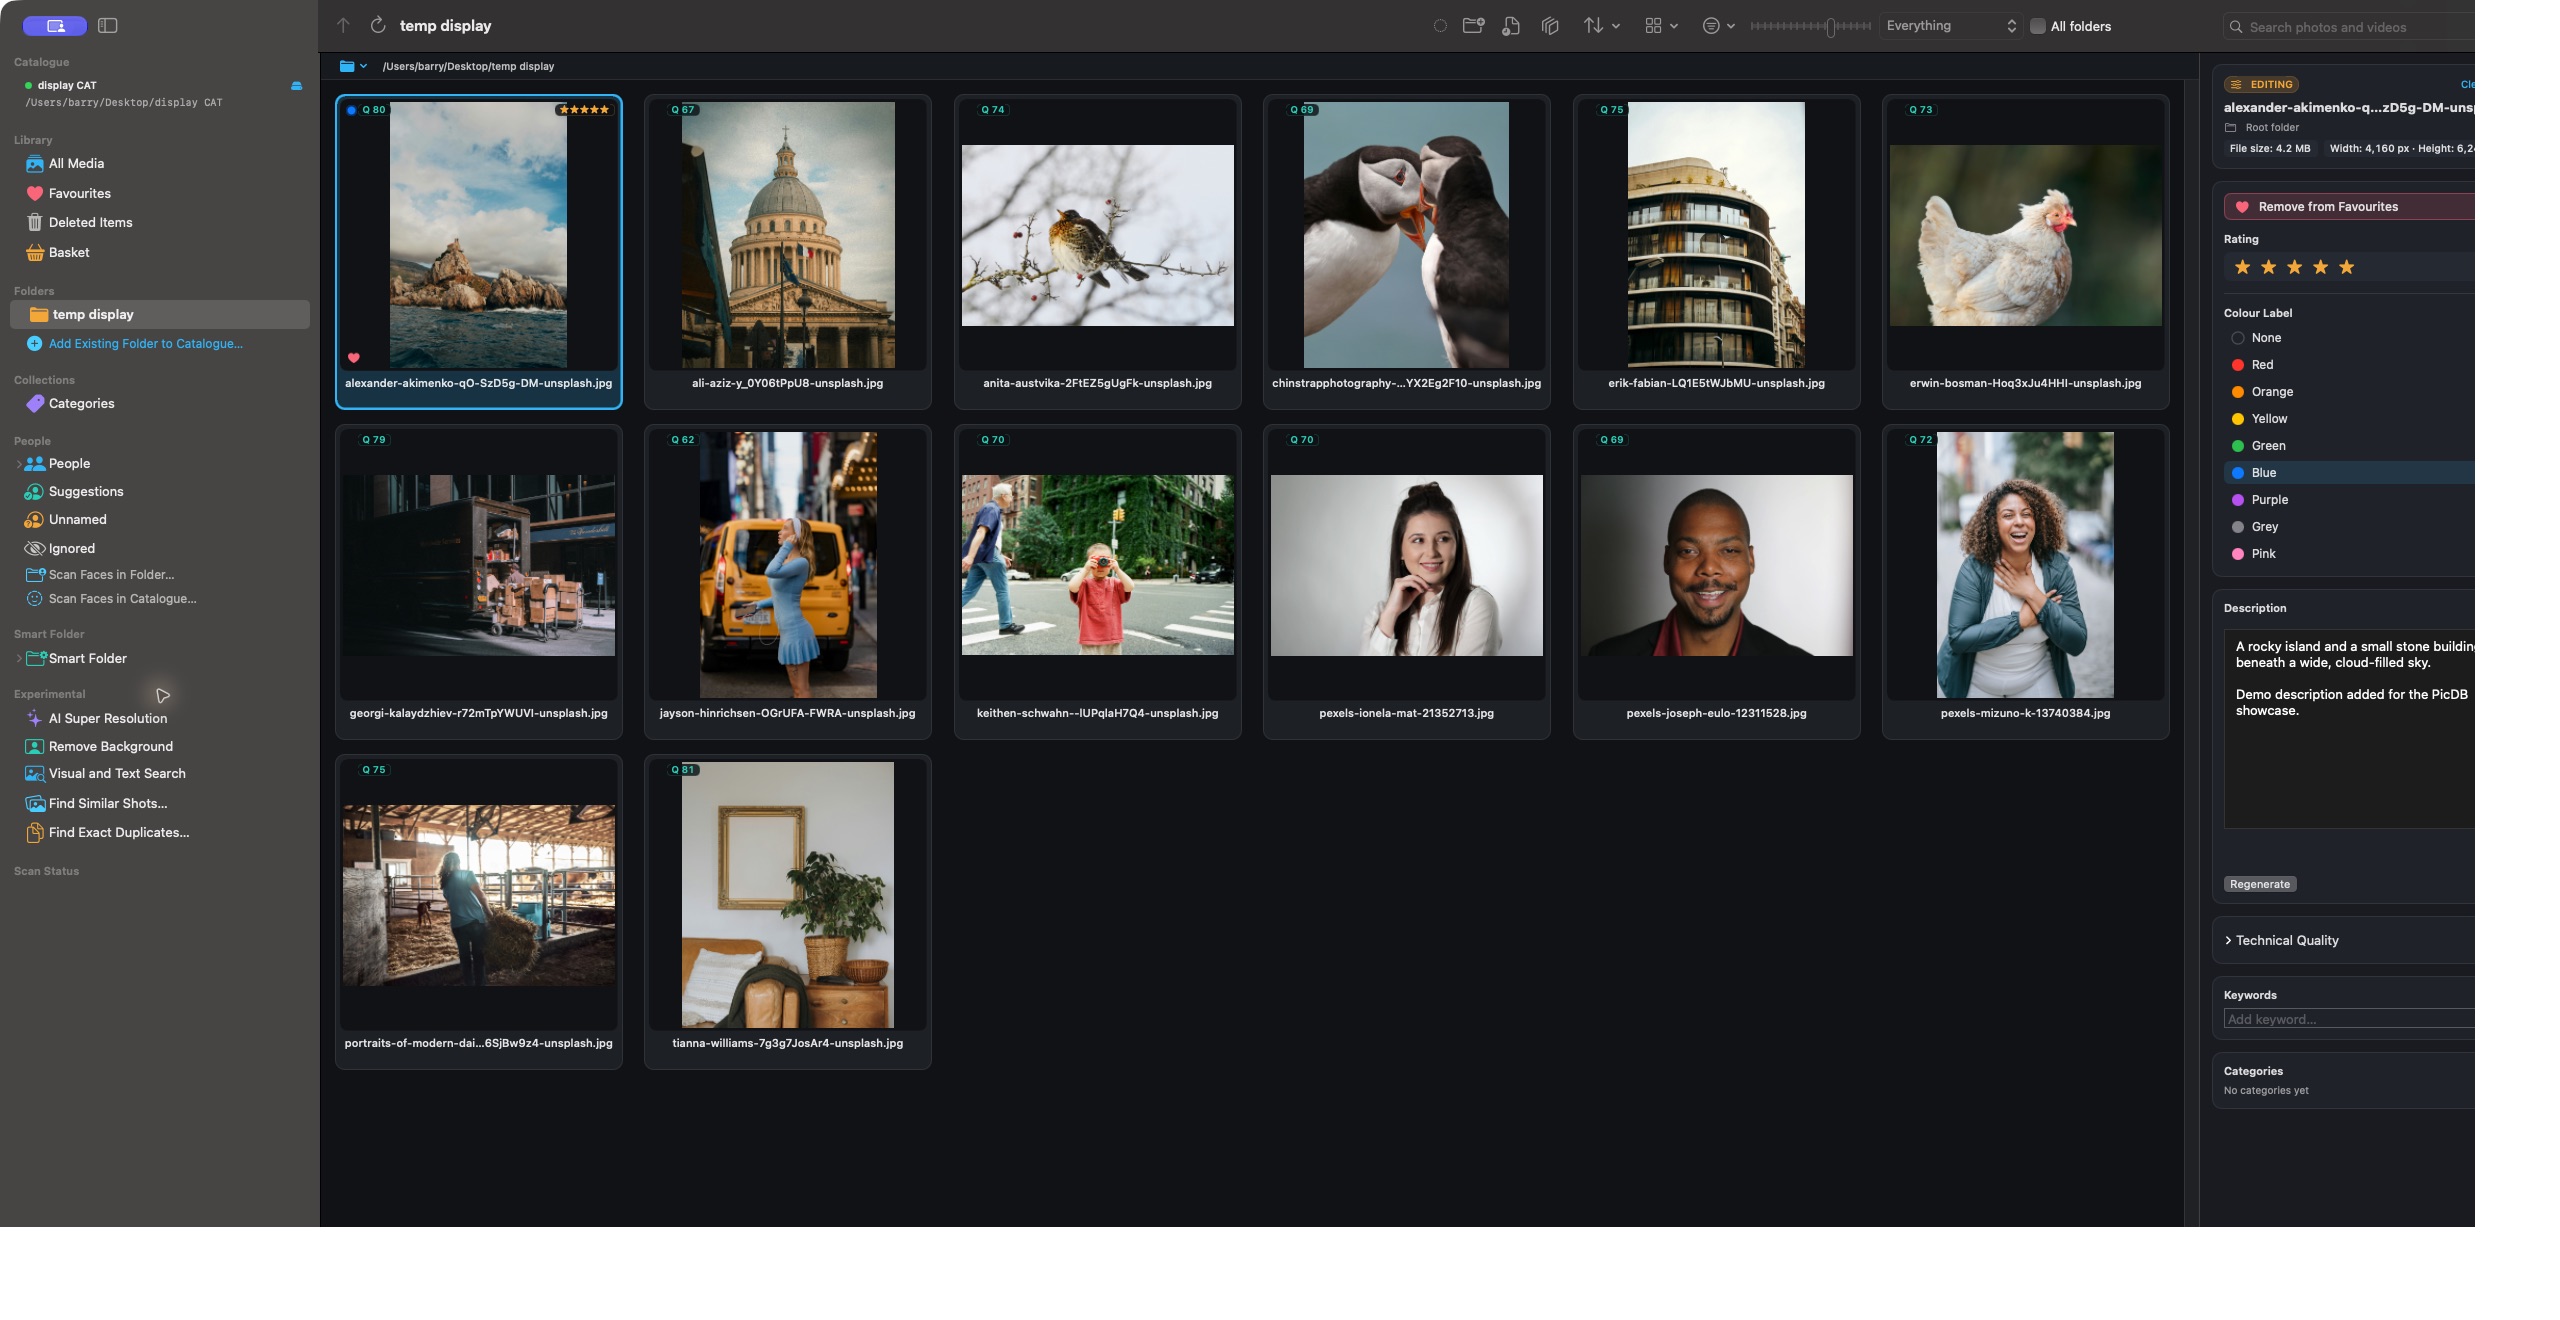 temp display
Everything
All folders
Search photos and videos
Catalogue
display CAT
/Users/barry/Desktop/display CAT
Library
All Media
Favourites
Deleted Items
Basket
Folders
temp display
Add Existing Folder to Catalogue...
Collections
Categories
People
People
Suggestions
Unnamed
Ignored
Scan Faces in Folder...
Scan Faces in Catalogue...
Smart Folder
Smart Folder
Experimental
AI Super Resolution
Remove Background
Visual and Text Search
Find Similar Shots...
Find Exact Duplicates...
Scan Status
/Users/barry/Desktop/temp display
Q 80
Q 67
Q 74
Q 69
Q 75
Q 73
alexander-akimenko-qO-SzD5g-DM-unsplash.jpg
ali-aziz-y_0Y06tPpU8-unsplash.jpg
anita-austvika-2FtEZ5gUgFk-unsplash.jpg
chinstrapphotography-...YX2Eg2F10-unsplash.jpg
erik-fabian-LQ1E5tWJbMU-unsplash.jpg
erwin-bosman-Hoq3xJu4HHI-unsplash.jpg
Q 79
Q 62
Q 70
Q 70
Q 69
Q 72
georgi-kalaydzhiev-r72mTpYWUVI-unsplash.jpg
jayson-hinrichsen-OGrUFA-FWRA-unsplash.jpg
keithen-schwahn--lUPqlaH7Q4-unsplash.jpg
pexels-ionela-mat-21352713.jpg
pexels-joseph-eulo-12311528.jpg
pexels-mizuno-k-13740384.jpg
Q 75
Q 81
portraits-of-modern-dai...6SjBw9z4-unsplash.jpg
tianna-williams-7g3g7JosAr4-unsplash.jpg
EDITING
Cle
alexander-akimenko-q...zD5g-DM-unsp
Root folder
File size: 4.2 MB
Width: 4,160 px · Height: 6,2
Remove from Favourites
Rating
Colour Label
None
Red
Orange
Yellow
Green
Blue
Purple
Grey
Pink
Description
A rocky island and a small stone building
beneath a wide, cloud-filled sky.
Demo description added for the PicDB
showcase.
Regenerate
Technical Quality
Keywords
Add keyword...
Categories
No categories yet